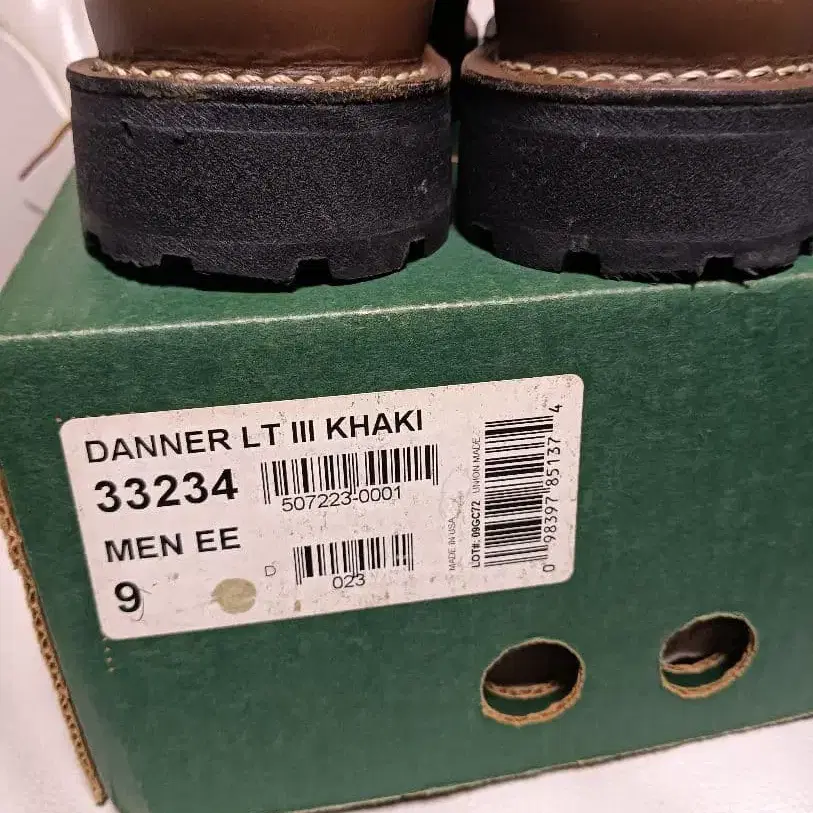 DANNER LT III KHAKI
33234
507223-0001
MEN EE
9
D
023
MADE IN USA
LOT#: 09GC72 UNION MADE
0 98397 85137 4